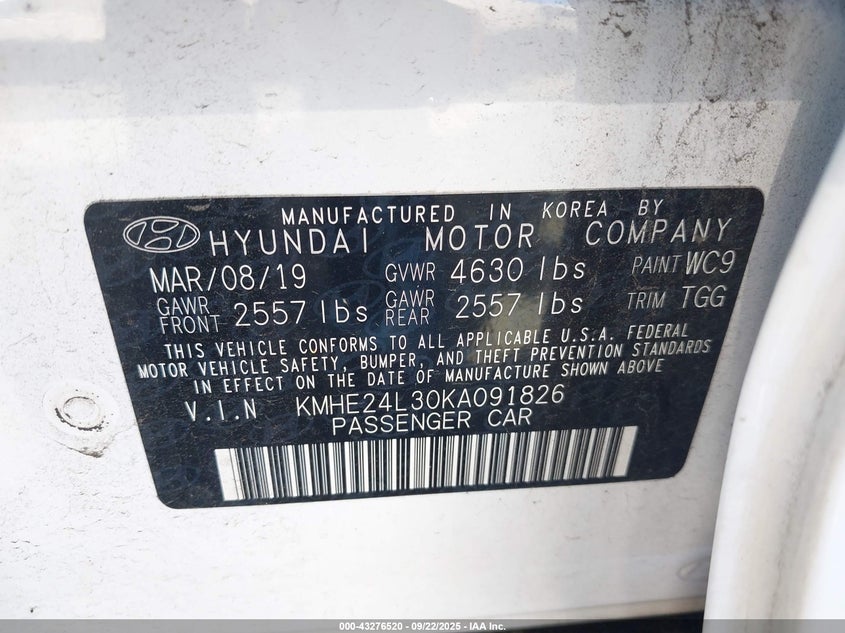 MANUFACTURED IN KOREA BY
HYUNDAI MOTOR COMPANY
MAR/08/19 GVWR 4630 lbs PAINT WC9
GAWR FRONT 2557 lbs GAWR REAR 2557 lbs TRIM TGG
THIS VEHICLE CONFORMS TO ALL APPLICABLE U.S.A. FEDERAL
MOTOR VEHICLE SAFETY, BUMPER, AND THEFT PREVENTION STANDARDS
IN EFFECT ON THE DATE OF MANUFACTURE SHOWN ABOVE
V.I.N KMHE24L30KA091826
PASSENGER CAR
000-43276520 - 09/22/2025 - IAA Inc.